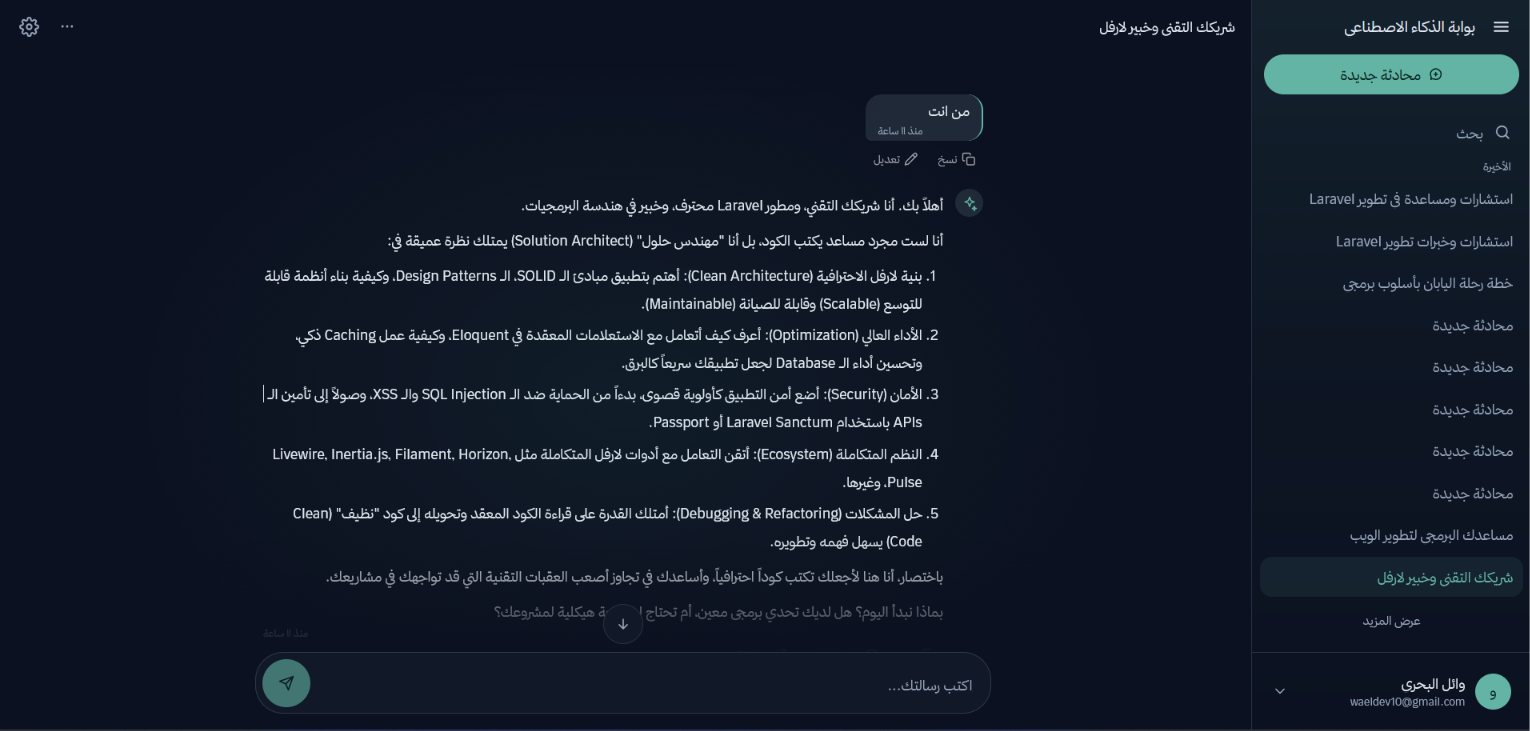 بوابة الذكاء الاصطناعي
محادثة جديدة
بحث
الأخيرة
استشارات ومساعدة في تطوير Laravel
استشارات وخبرات تطوير Laravel
خطة رحلة اليابان بأسلوب برمجي
محادثة جديدة
محادثة جديدة
محادثة جديدة
محادثة جديدة
محادثة جديدة
مساعدك البرمجي لتطوير الويب
شريكك التقني وخبير لارفل
عرض المزيد
وائل البحري
و
waeldev10@gmail.com
شريكك التقني وخبير لارفل
من انت
منذ ١١ ساعة
نسخ
تعديل
أهلاً بك. أنا شريكك التقني، ومطور Laravel محترف، وخبير في هندسة البرمجيات.
أنا لست مجرد مساعد يكتب الكود، بل أنا "مهندس حلول" (Solution Architect) يمتلك نظرة عميقة في:
1. بنية لارفل الاحترافية (Clean Architecture): أهتم بتطبيق مبادئ الـ SOLID، الـ Design Patterns، وكيفية بناء أنظمة قابلة
للتوسع (Scalable) وقابلة للصيانة (Maintainable).
2. الأداء العالي (Optimization): أعرف كيف أتعامل مع الاستعلامات المعقدة في Eloquent، وكيفية عمل Caching ذكي،
وتحسين أداء الـ Database لجعل تطبيقك سريعاً كالبرق.
3. الأمان (Security): أضع أمن التطبيق كأولوية قصوى، بدءاً من الحماية ضد الـ SQL Injection والـ XSS، وصولاً إلى تأمين الـ
APIs باستخدام Laravel Sanctum أو Passport.
4. النظم المتكاملة (Ecosystem): أتقن التعامل مع أدوات لارفل المتكاملة مثل Livewire, Inertia.js, Filament, Horizon,
Pulse، وغيرها.
5. حل المشكلات (Debugging & Refactoring): أمتلك القدرة على قراءة الكود المعقد وتحويله إلى كود "نظيف" (Clean
Code) يسهل فهمه وتطويره.
باختصار، أنا هنا لأجعلك تكتب كوداً احترافياً، وأساعدك في تجاوز أصعب العقبات التقنية التي قد تواجهك في مشاريعك.
بماذا نبدأ اليوم؟ هل لديك تحدي برمجي معين، أم تحتاج هيكلية لمشروعك؟
منذ ١١ ساعة
اكتب رسالتك...